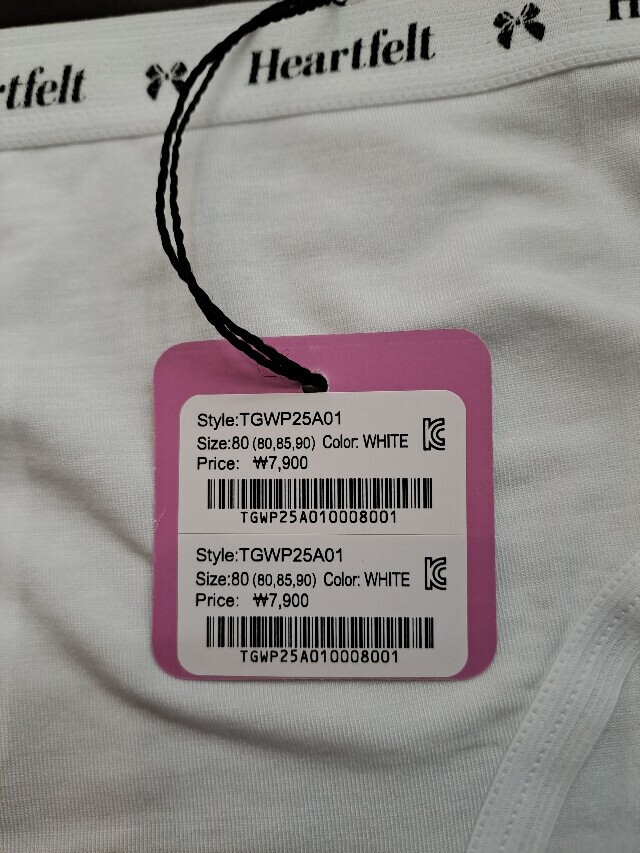 rtfelt Heartfelt H
Style:TGWP25A01
Size:80 (80,85,90) Color: WHITE
Price: ₩7,900
TGWP25A010008001
Style:TGWP25A01
Size:80 (80,85,90) Color: WHITE
Price: ₩7,900
TGWP25A010008001